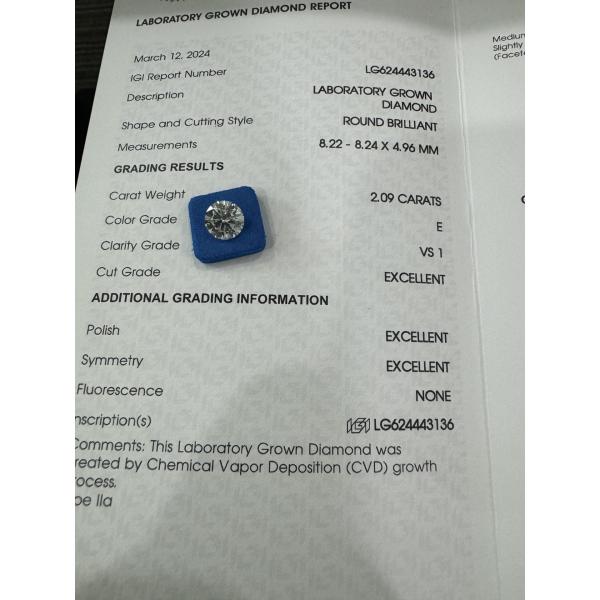 LABORATORY GROWN DIAMOND REPORT
March 12, 2024
IGI Report Number LG624443136
Description LABORATORY GROWN
DIAMOND
Shape and Cutting Style ROUND BRILLIANT
Measurements 8.22 - 8.24 X 4.96 MM
GRADING RESULTS
Carat Weight 2.09 CARATS
Color Grade E
Clarity Grade VS 1
Cut Grade EXCELLENT
ADDITIONAL GRADING INFORMATION
Polish EXCELLENT
Symmetry EXCELLENT
Fluorescence NONE
nscription(s) IGI LG624443136
Comments: This Laboratory Grown Diamond was
reated by Chemical Vapor Deposition (CVD) growth
ocess.
pe IIa
Medium
Slightly
(Facet